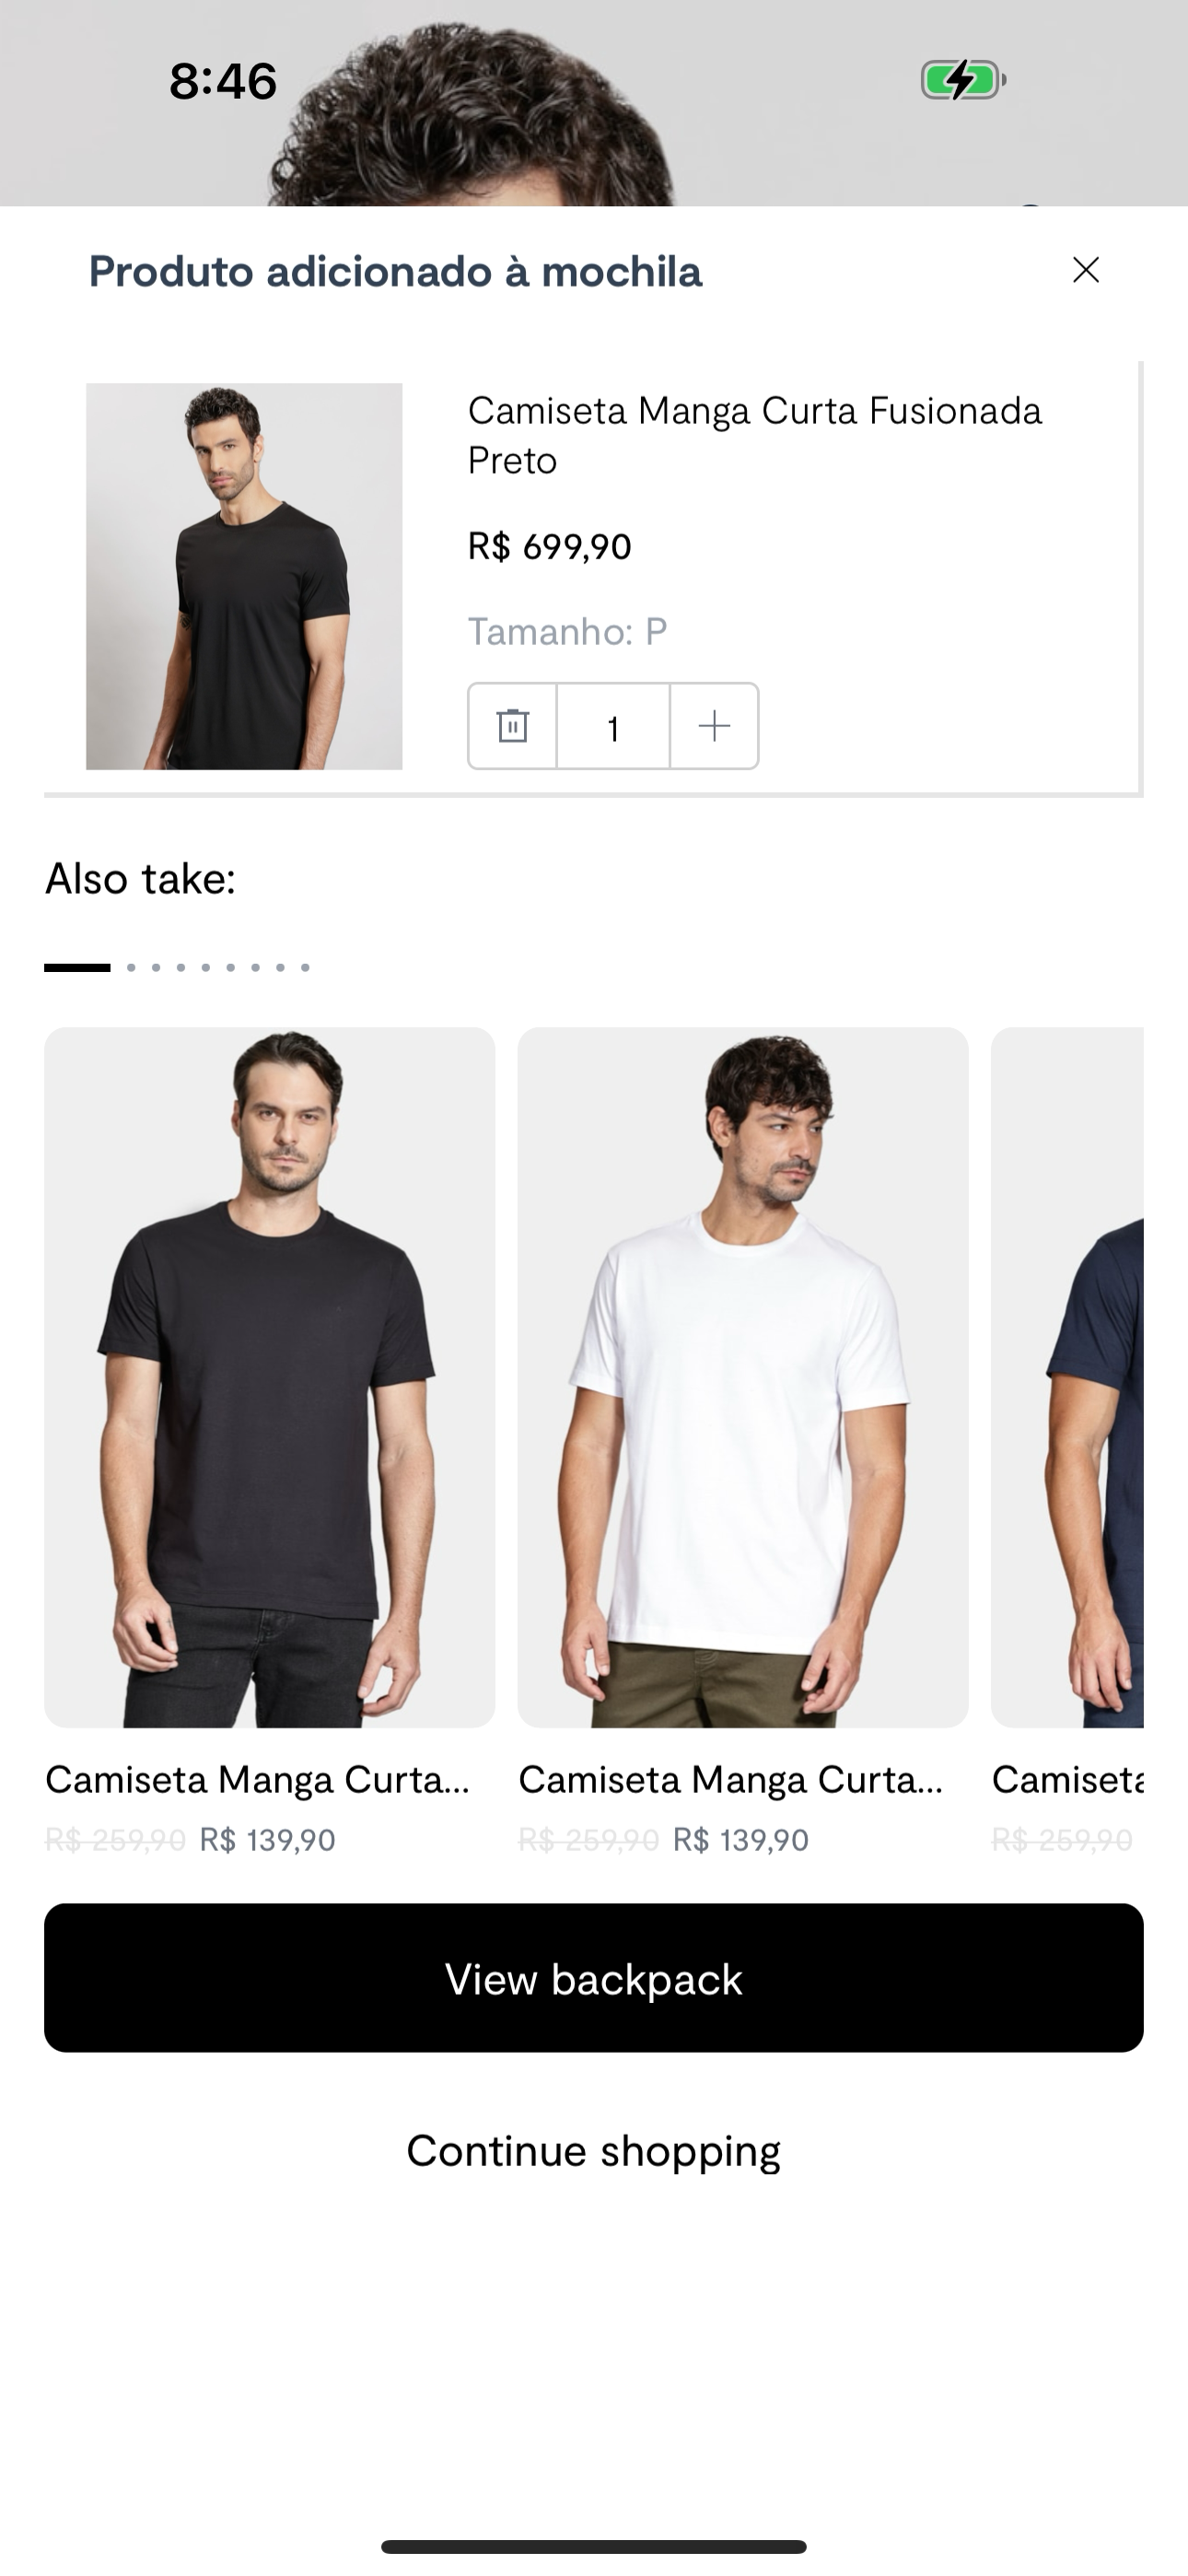 8:46
Produto adicionado à mochila
Camiseta Manga Curta Fusionada
Preto
R$ 699,90
Tamanho: P
1
Also take:
Camiseta Manga Curta...
Camiseta Manga Curta...
Camiseta
R$ 259,90 R$ 139,90
R$ 259,90 R$ 139,90
R$ 259,90
View backpack
Continue shopping